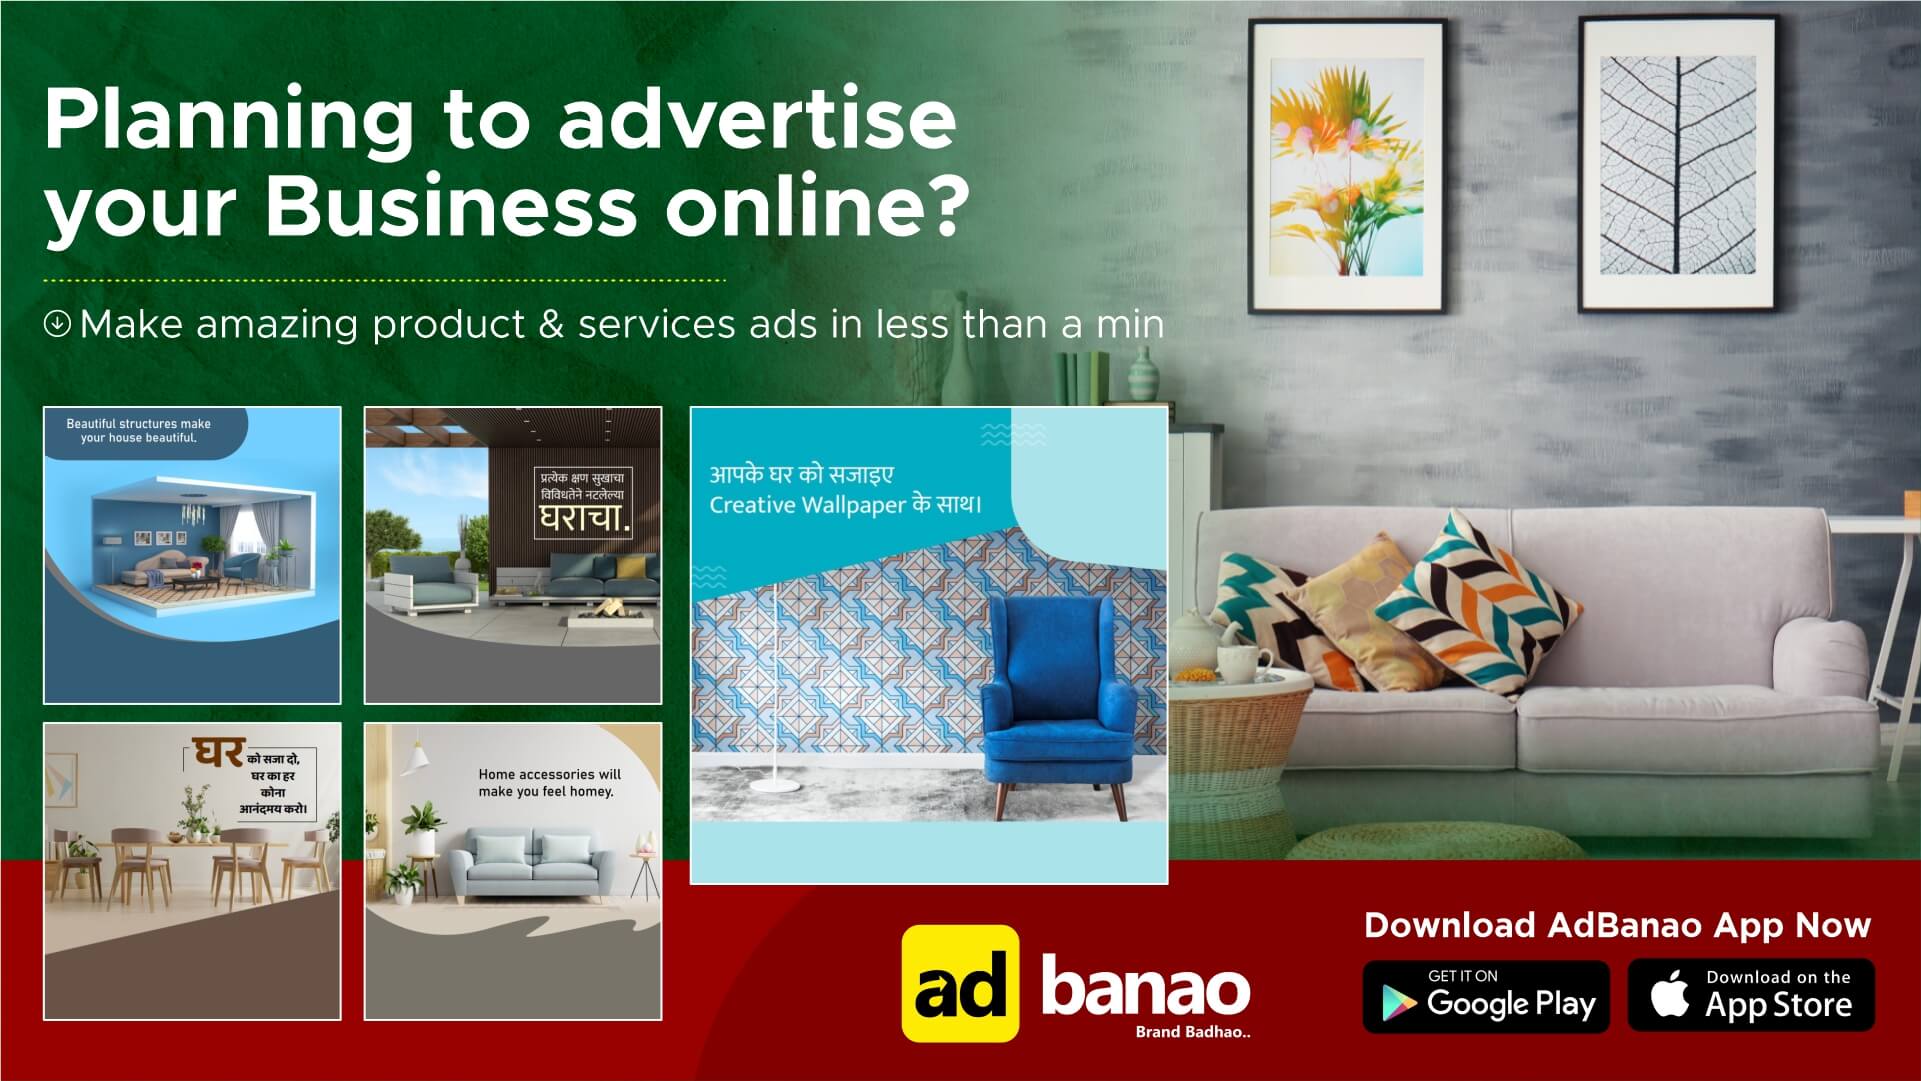 Planning to advertise
your Business online?
Make amazing product & services ads in less than a min
Beautiful structures make
your house beautiful.
प्रत्येक क्षण सुखाचा
विविधतेने नटलेल्या
घराचा.
आपके घर को सजाइए
Creative Wallpaper के साथ।
घर को सजा दो,
घर का हर
कोना
आनंदमय करो।
Home accessories will
make you feel homey.
ad banao
Brand Badhao..
Download AdBanao App Now
GET IT ON
Google Play
Download on the
App Store